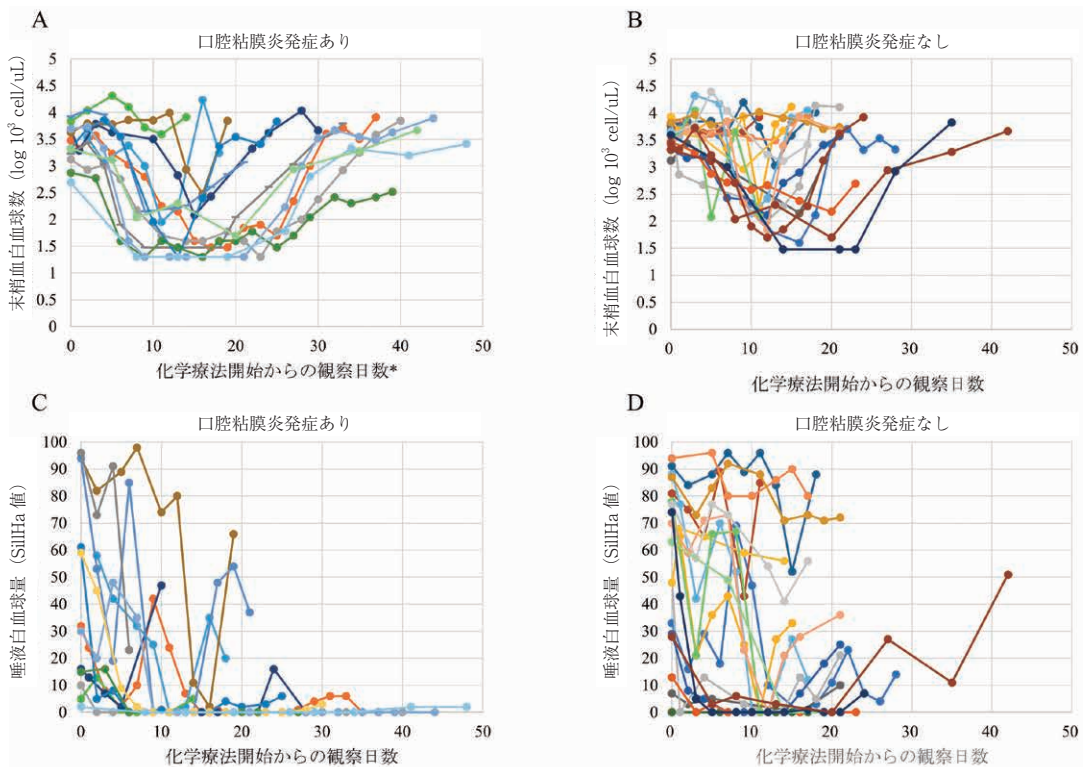 A
口腔粘膜炎発症あり
末梢血白血球数（log 10³ cell/uL）
5
4.5
4
3.5
3
2.5
2
1.5
1
0.5
0
0 10 20 30 40 50
化学療法開始からの観察日数*
B
口腔粘膜炎発症なし
末梢血白血球数（log 10³ cell/uL）
5
4.5
4
3.5
3
2.5
2
1.5
1
0.5
0
0 10 20 30 40 50
化学療法開始からの観察日数
C
口腔粘膜炎発症あり
唾液白血球量（SillHa 値）
100
90
80
70
60
50
40
30
20
10
0
0 10 20 30 40 50
化学療法開始からの観察日数
D
口腔粘膜炎発症なし
唾液白血球量（SillHa 値）
100
90
80
70
60
50
40
30
20
10
0
0 10 20 30 40 50
化学療法開始からの観察日数